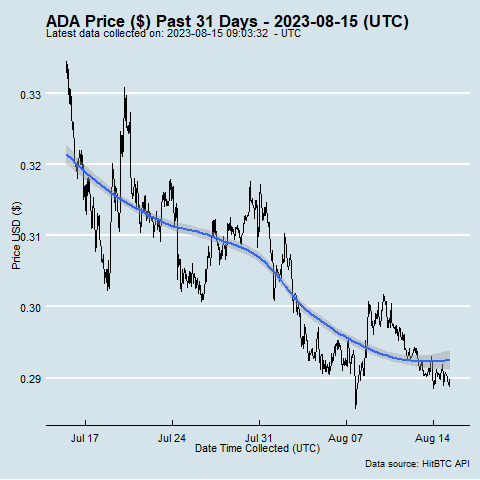 ADA Price ($) Past 31 Days - 2023-08-15 (UTC)
Latest data collected on: 2023-08-15 09:03:32 - UTC
0.33
0.32
0.31
0.30
0.29
Price USD ($)
Jul 17
Jul 24
Jul 31
Aug 07
Aug 14
Date Time Collected (UTC)
Data source: HitBTC API